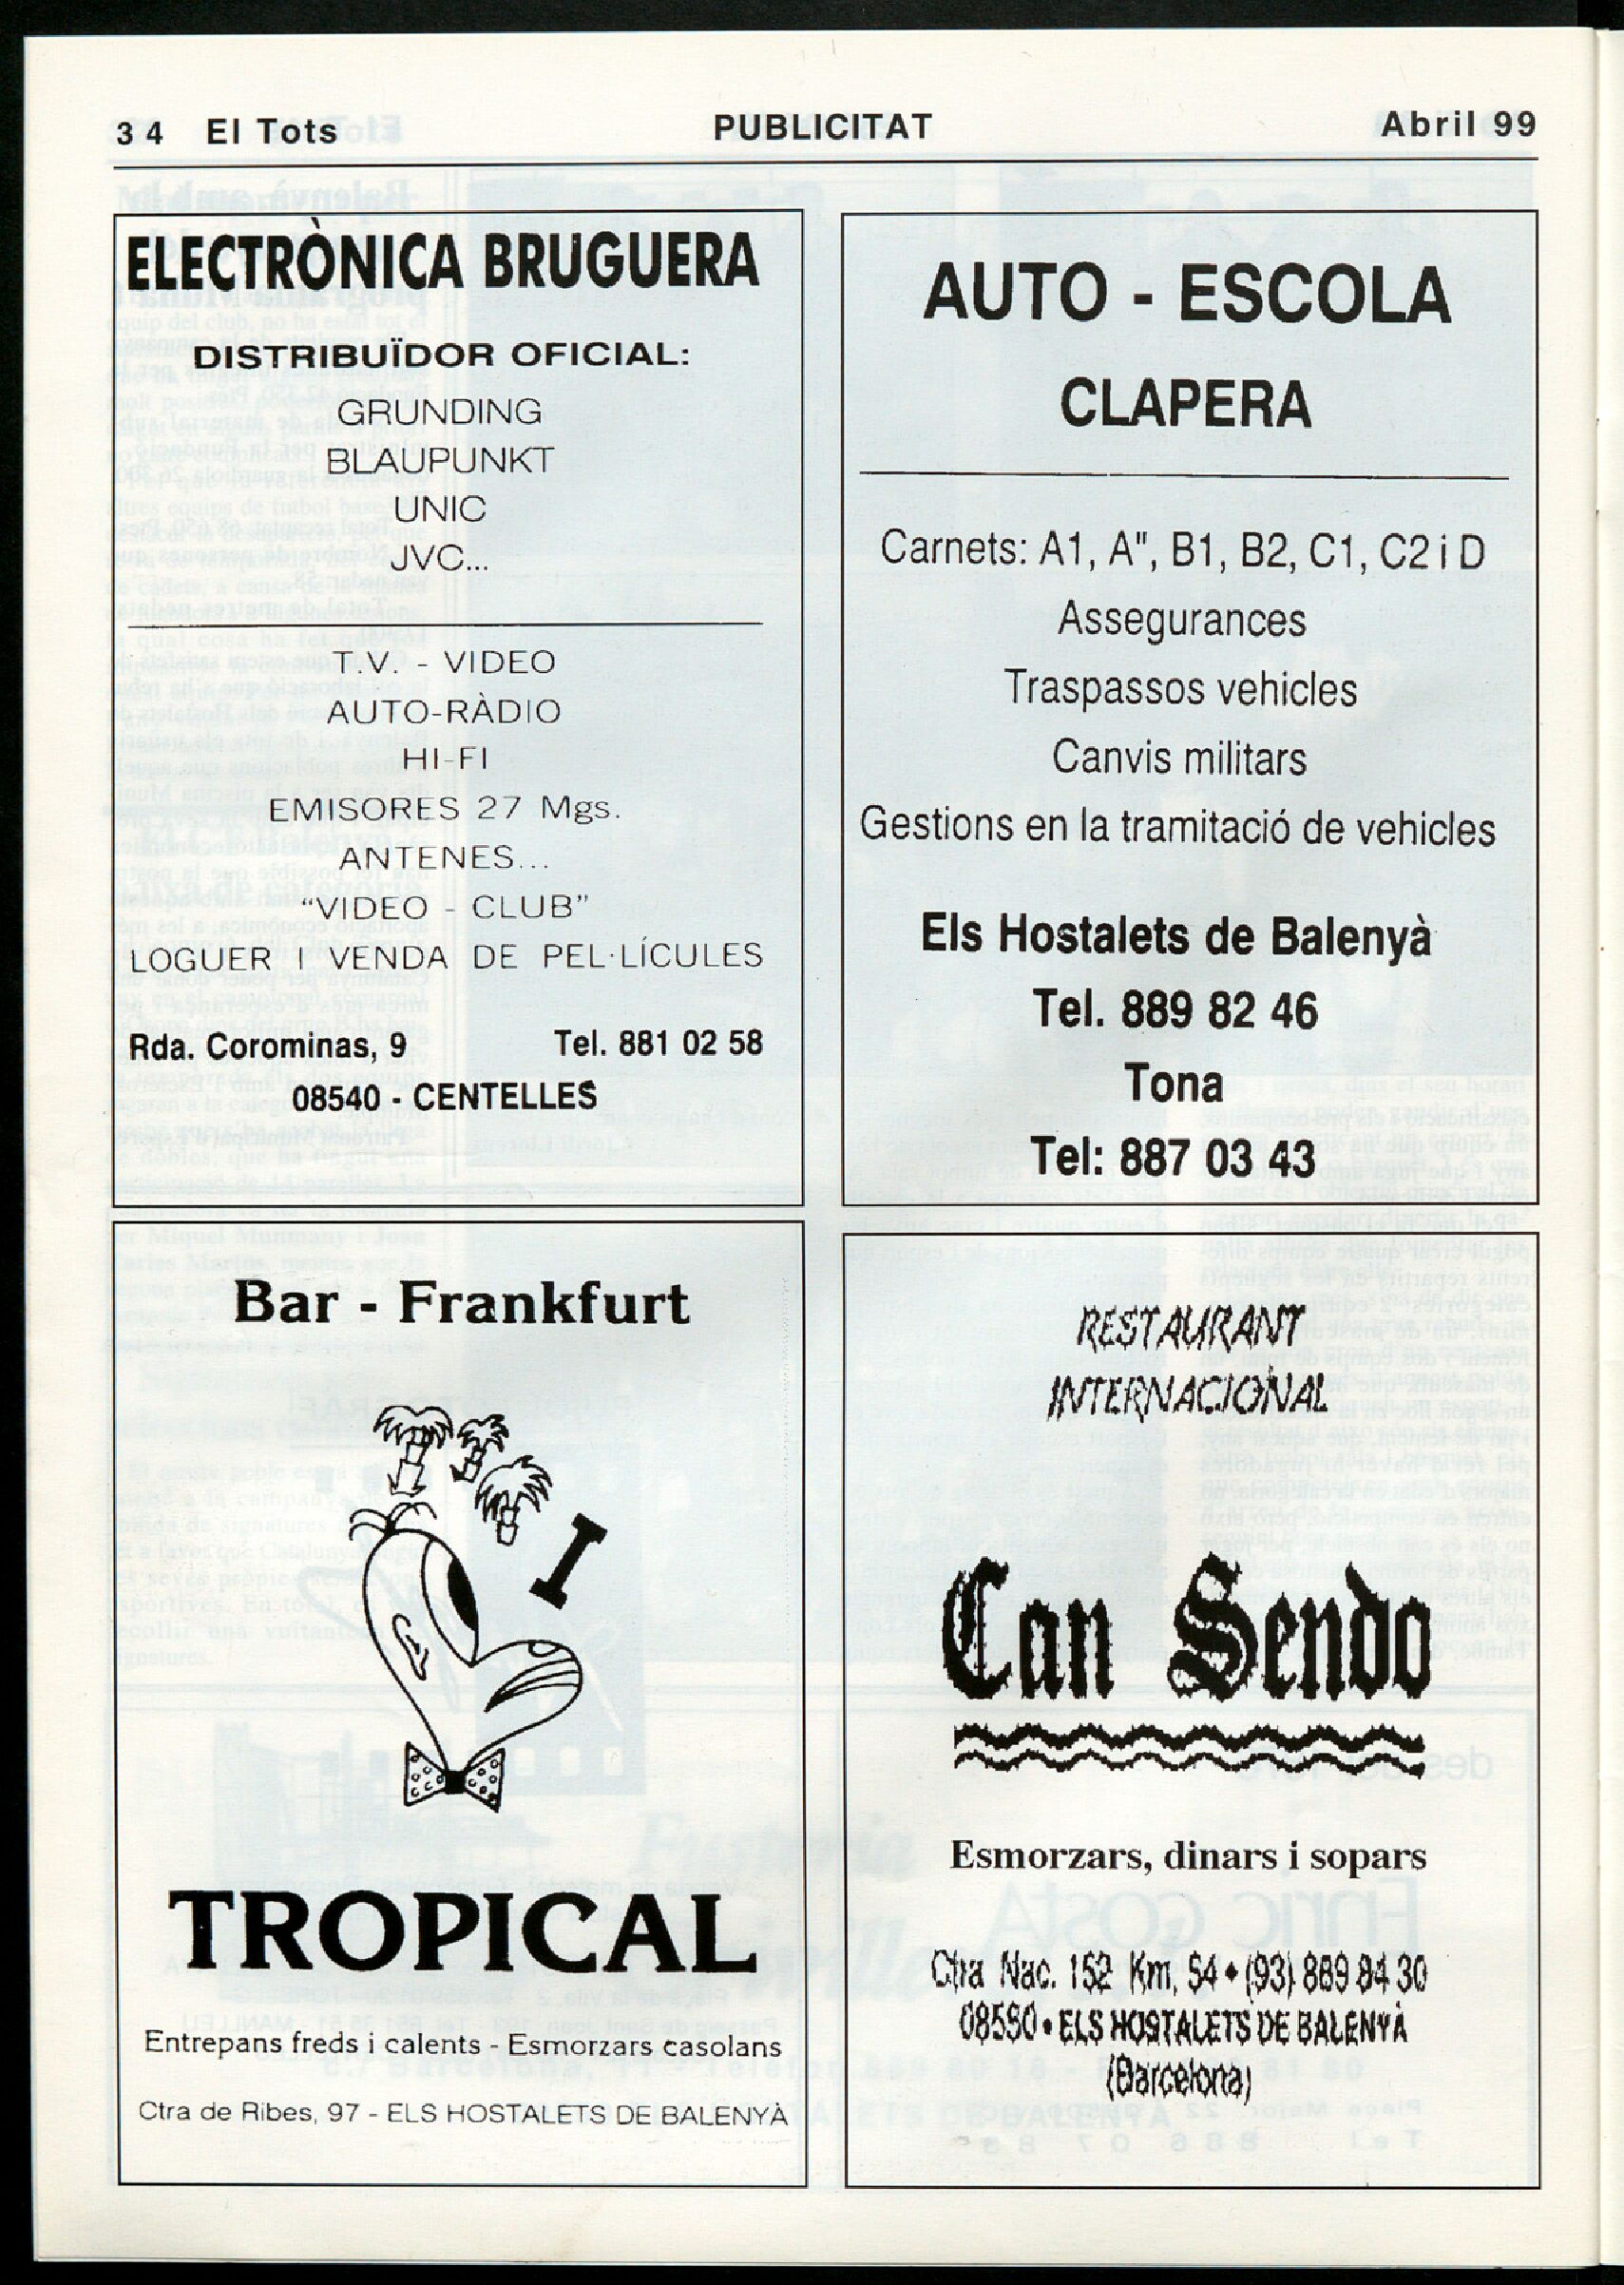 34 El Tots PUBLICITAT Abril 99
ELECTRÒNICA BRUGUERA
DISTRIBUÏDOR OFICIAL:
GRUNDING
BLAUPUNKT
UNIC
JVC...
T.V. - VIDEO
AUTO-RÀDIO
HI-FI
EMISORES 27 Mgs.
ANTENES...
“VIDEO - CLUB”
LOGUER I VENDA DE PEL·LÍCULES
Rda. Corominas, 9 Tel. 881 02 58
08540 - CENTELLES
AUTO - ESCOLA
CLAPERA
Carnets: A1, A", B1, B2, C1, C2 i D
Assegurances
Traspassos vehicles
Canvis militars
Gestions en la tramitació de vehicles
Els Hostalets de Balenyà
Tel. 889 82 46
Tona
Tel: 887 03 43
Bar - Frankfurt
I
TROPICAL
Entrepans freds i calents - Esmorzars casolans
Ctra de Ribes, 97 - ELS HOSTALETS DE BALENYÀ
RESTAURANT
INTERNACIONAL
Can Sendo
Esmorzars, dinars i sopars
Ctra Nac. 152 Km, 54 • (93) 889 84 30
08550 • ELS HOSTALETS DE BALENYÀ
(Barcelona)